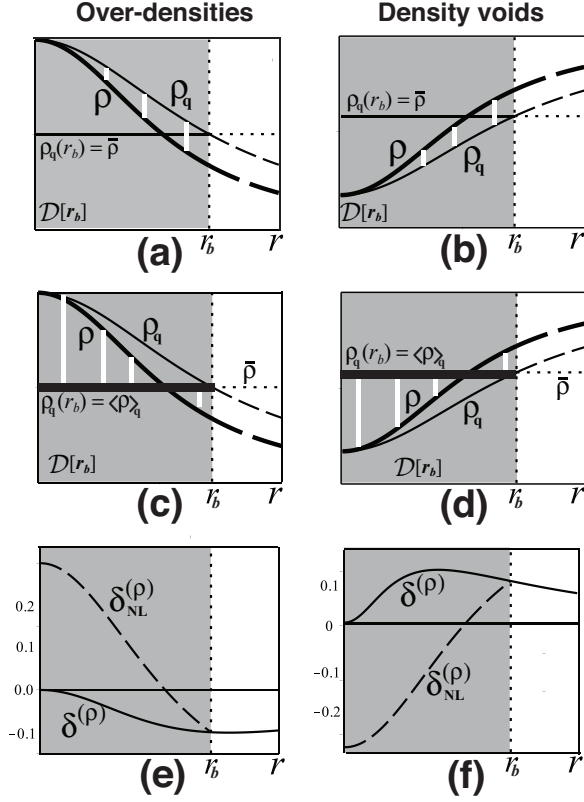 Over-densities
Density voids
ρ
ρq
ρq(rb) = ρ̄
D[rb]
(a)
rb
r
ρq(rb) = ρ̄
ρ
ρq
D[rb]
(b)
rb
r
ρ
ρq
ρ̄
ρq(rb) = ⟨ρ⟩q
D[rb]
(c)
rb
r
ρq(rb) = ⟨ρ⟩q
ρ̄
ρ
ρq
D[rb]
(d)
rb
r
0.2
0.1
0.0
-0.1
δNL(ρ)
δ(ρ)
(e)
rb
r
0.1
0
-0.1
-0.2
δ(ρ)
δNL(ρ)
(f)
rb
r